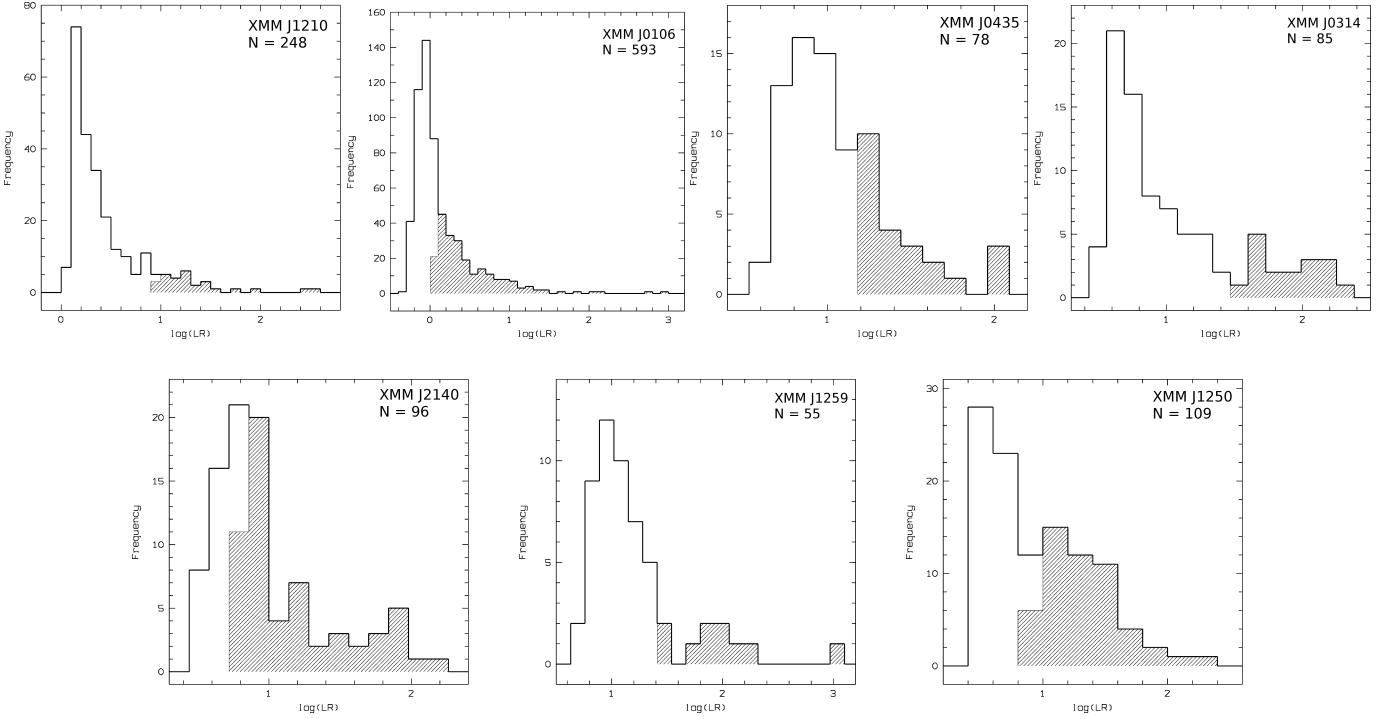 XMM J1210
N = 248
80
60
40
20
0
Frequency
0 1 2
log(LR)
XMM J0106
N = 593
160
140
120
100
80
60
40
20
0
Frequency
0 1 2 3
log(LR)
XMM J0435
N = 78
15
10
5
0
Frequency
1 2
log(LR)
XMM J0314
N = 85
20
15
10
5
0
Frequency
1 2
log(LR)
XMM J2140
N = 96
20
15
10
5
0
Frequency
1 2
log(LR)
XMM J1259
N = 55
10
5
0
Frequency
1 2 3
log(LR)
XMM J1250
N = 109
30
20
10
0
Frequency
1 2
log(LR)